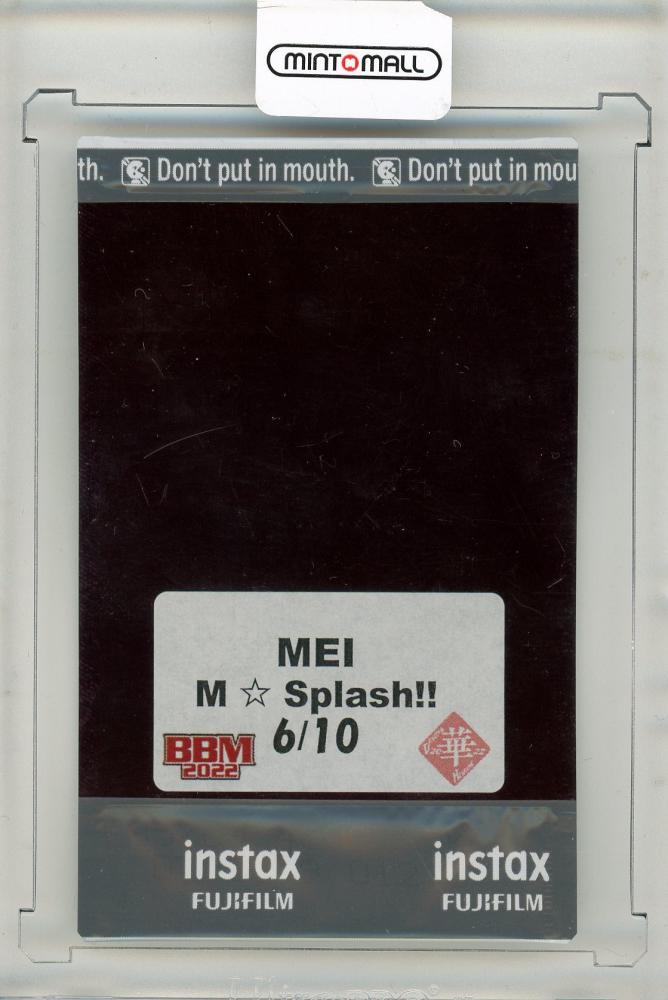 MINTOMALL
th. Don't put in mouth. Don't put in mou
MEI
M ☆ Splash!!
6/10
BBM
2022
華
instax instax
FUJIFILM FUJIFILM